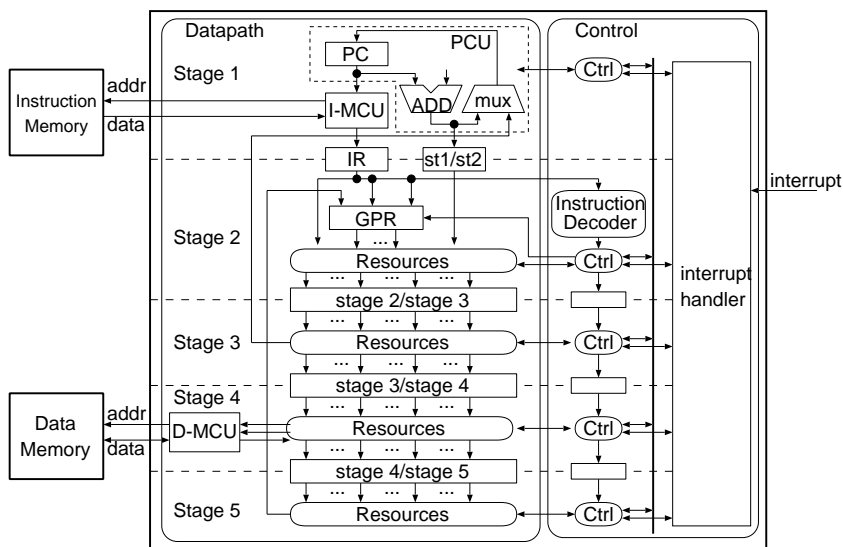 Datapath
Control
Stage 1
PC
PCU
Ctrl
addr
Instruction
Memory
data
I-MCU
ADD
mux
IR
st1/st2
interrupt
Stage 2
GPR
...
Instruction
Decoder
Resources
Ctrl
interrupt
handler
... ... ...
stage 2/stage 3
... ... ...
Stage 3
Resources
Ctrl
... ... ...
stage 3/stage 4
... ... ...
Stage 4
addr
Data
Memory
data
D-MCU
Resources
Ctrl
... ... ...
stage 4/stage 5
... ... ...
Stage 5
Resources
Ctrl